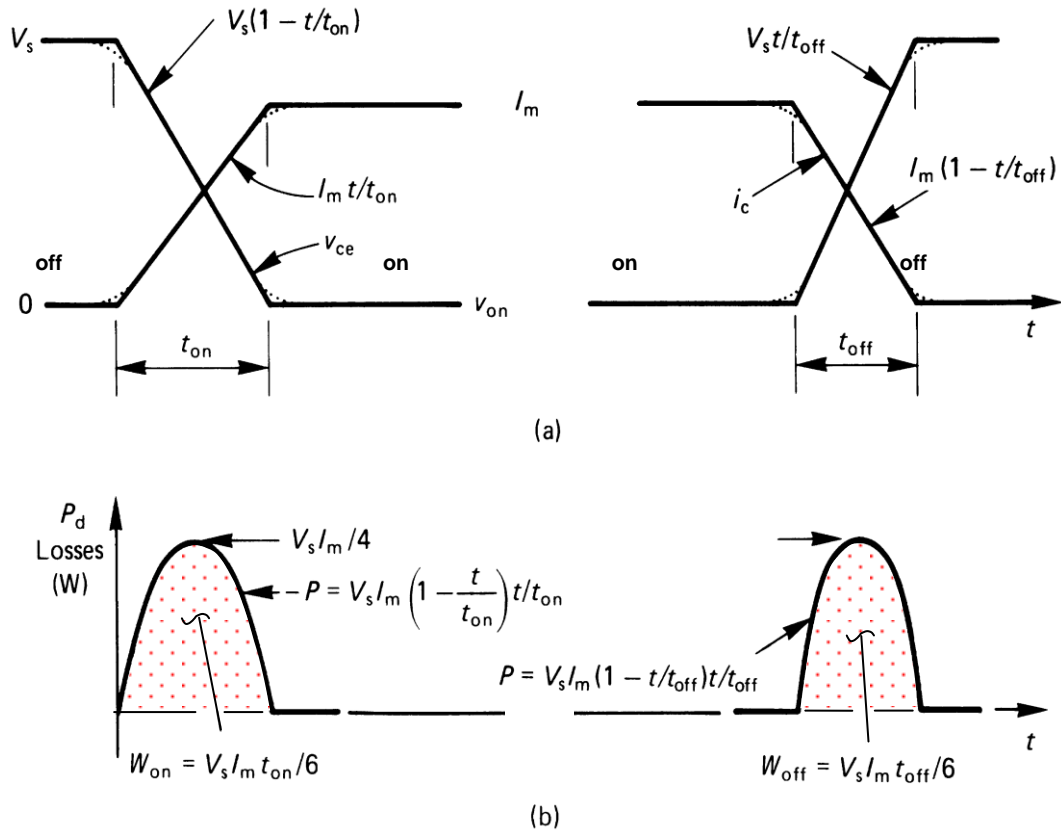 V_s
V_s(1 − t/t_on)
V_s t/t_off
I_m
I_m t/t_on
i_c
I_m (1 − t/t_off)
v_ce
off
on
on
off
0
v_on
t
t_on
t_off
(a)
P_d
Losses
(W)
V_s I_m /4
P = V_s I_m (1 − t/t_on) t/t_on
P = V_s I_m (1 − t/t_off) t/t_off
t
W_on = V_s I_m t_on/6
W_off = V_s I_m t_off/6
(b)